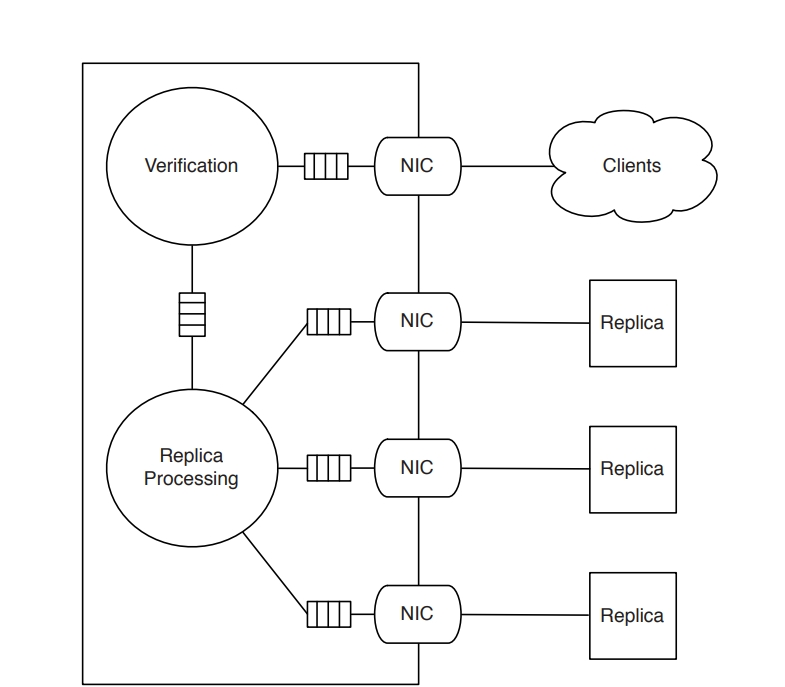 Verification
NIC
Clients
NIC
Replica
Replica
Processing
NIC
Replica
NIC
Replica